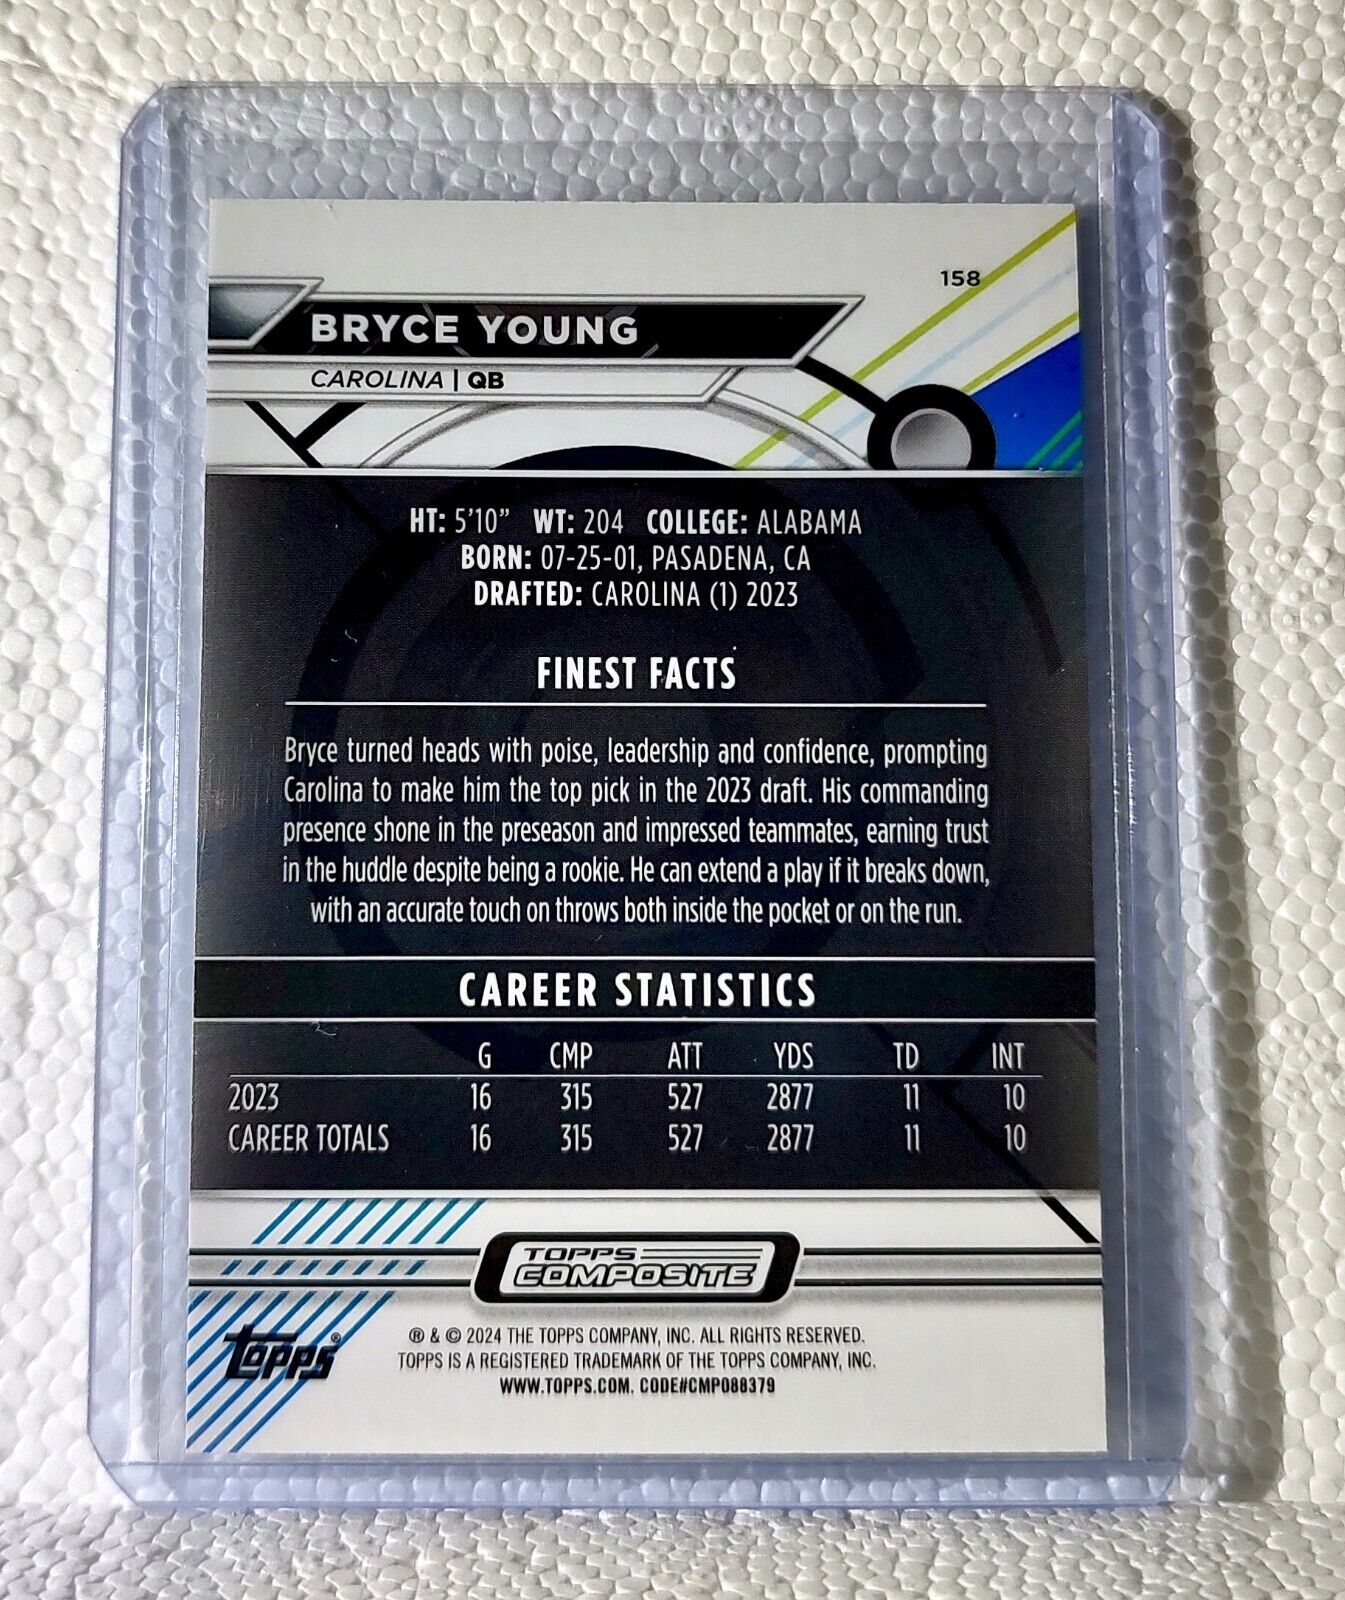 158
BRYCE YOUNG
CAROLINA | QB
HT: 5'10" WT: 204 COLLEGE: ALABAMA
BORN: 07-25-01, PASADENA, CA
DRAFTED: CAROLINA (1) 2023
FINEST FACTS
Bryce turned heads with poise, leadership and confidence, prompting
Carolina to make him the top pick in the 2023 draft. His commanding
presence shone in the preseason and impressed teammates, earning trust
in the huddle despite being a rookie. He can extend a play if it breaks down,
with an accurate touch on throws both inside the pocket or on the run.
CAREER STATISTICS
G CMP ATT YDS TD INT
2023 16 315 527 2877 11 10
CAREER TOTALS 16 315 527 2877 11 10
TOPPS
COMPOSITE
topps®
® & © 2024 THE TOPPS COMPANY, INC. ALL RIGHTS RESERVED.
TOPPS IS A REGISTERED TRADEMARK OF THE TOPPS COMPANY, INC.
WWW.TOPPS.COM. CODE#CMP088379